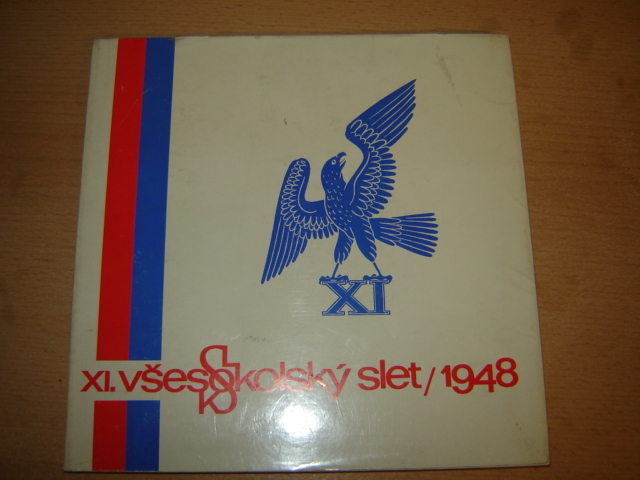 XI
XI. všesokolský slet / 1948